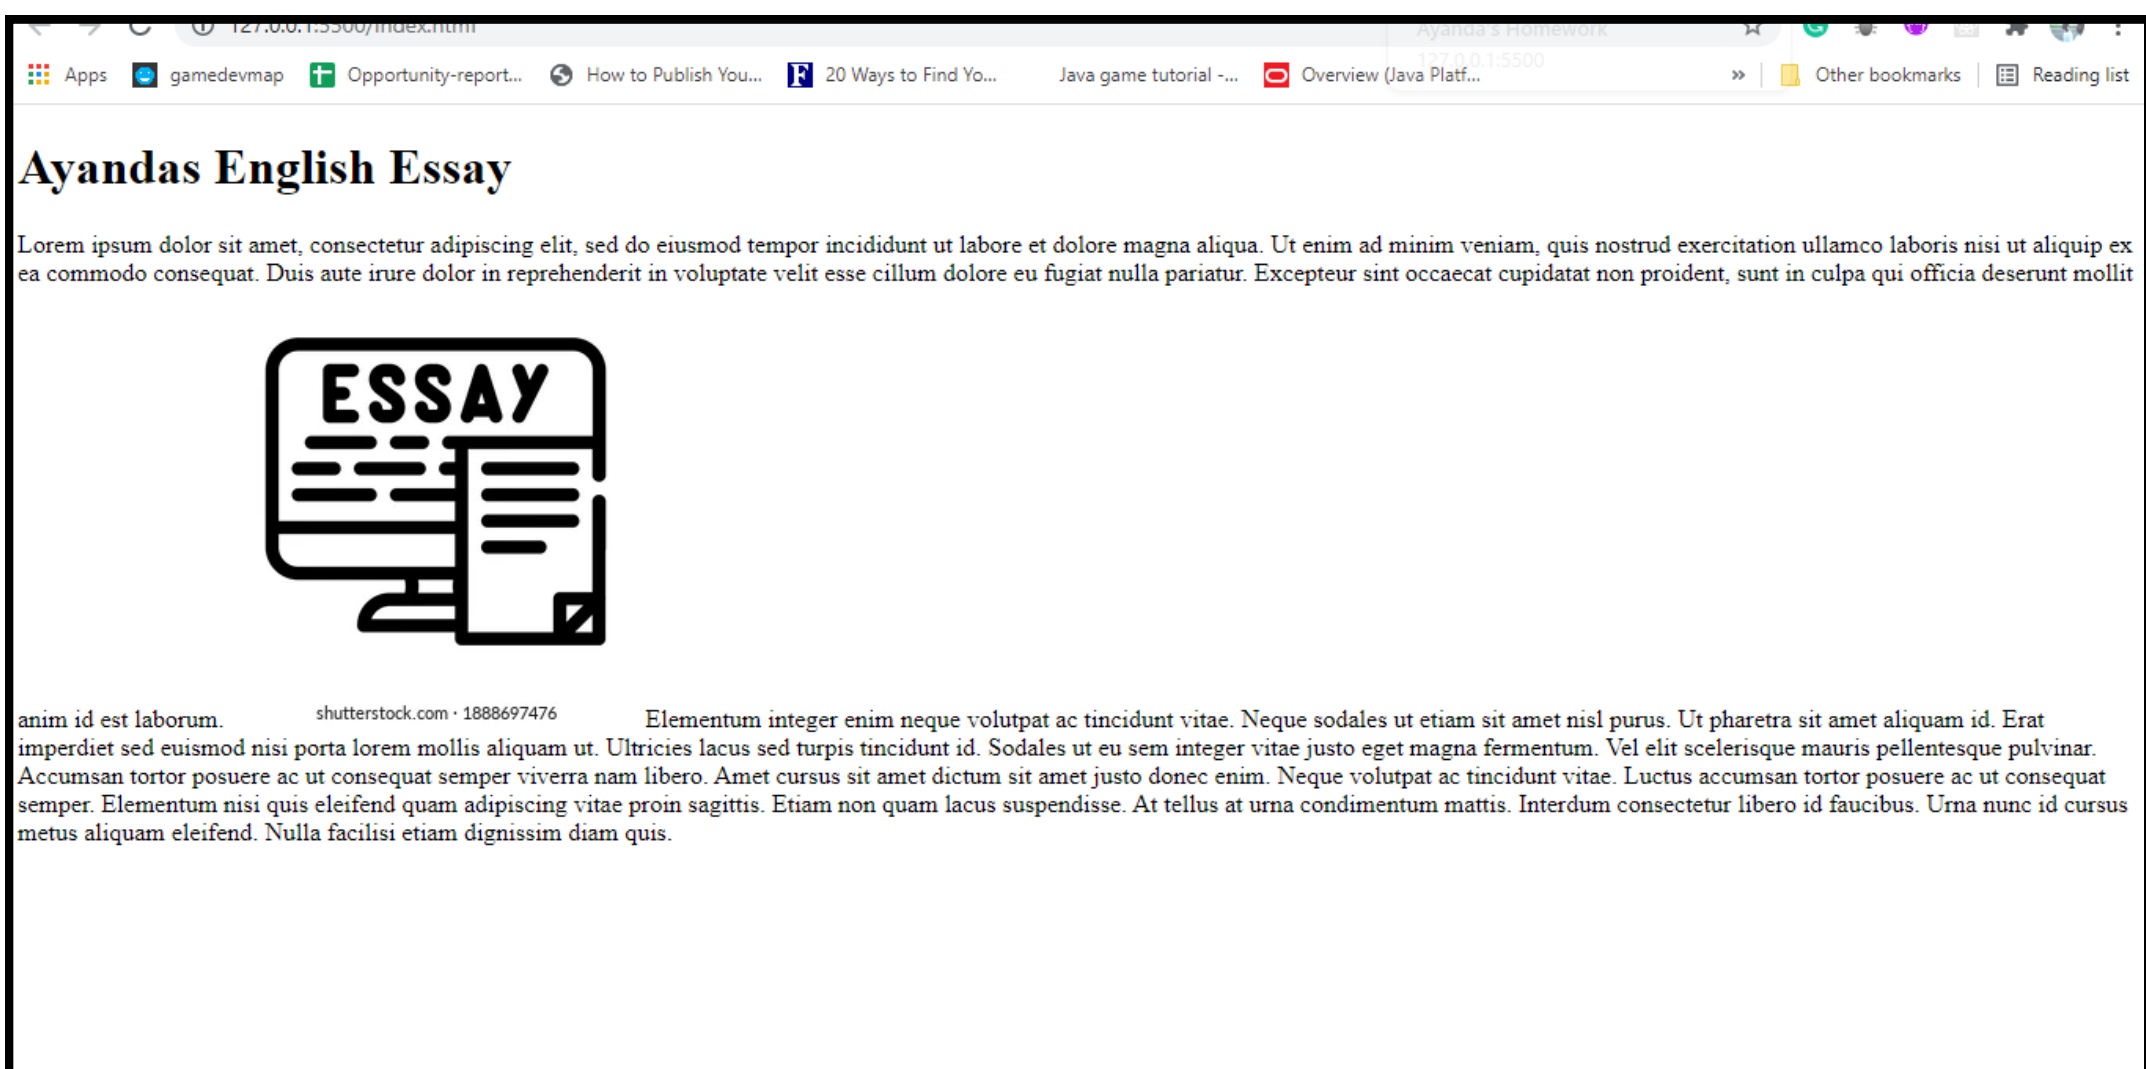 127.0.0.1:5500/index.html
Ayanda's Homework
127.0.0.1:5500
Apps gamedevmap Opportunity-report... How to Publish You... 20 Ways to Find Yo... Java game tutorial -... Overview (Java Platf... » Other bookmarks Reading list
Ayandas English Essay
Lorem ipsum dolor sit amet, consectetur adipiscing elit, sed do eiusmod tempor incididunt ut labore et dolore magna aliqua. Ut enim ad minim veniam, quis nostrud exercitation ullamco laboris nisi ut aliquip ex
ea commodo consequat. Duis aute irure dolor in reprehenderit in voluptate velit esse cillum dolore eu fugiat nulla pariatur. Excepteur sint occaecat cupidatat non proident, sunt in culpa qui officia deserunt mollit
ESSAY
shutterstock.com · 1888697476
anim id est laborum. Elementum integer enim neque volutpat ac tincidunt vitae. Neque sodales ut etiam sit amet nisl purus. Ut pharetra sit amet aliquam id. Erat
imperdiet sed euismod nisi porta lorem mollis aliquam ut. Ultricies lacus sed turpis tincidunt id. Sodales ut eu sem integer vitae justo eget magna fermentum. Vel elit scelerisque mauris pellentesque pulvinar.
Accumsan tortor posuere ac ut consequat semper viverra nam libero. Amet cursus sit amet dictum sit amet justo donec enim. Neque volutpat ac tincidunt vitae. Luctus accumsan tortor posuere ac ut consequat
semper. Elementum nisi quis eleifend quam adipiscing vitae proin sagittis. Etiam non quam lacus suspendisse. At tellus at urna condimentum mattis. Interdum consectetur libero id faucibus. Urna nunc id cursus
metus aliquam eleifend. Nulla facilisi etiam dignissim diam quis.